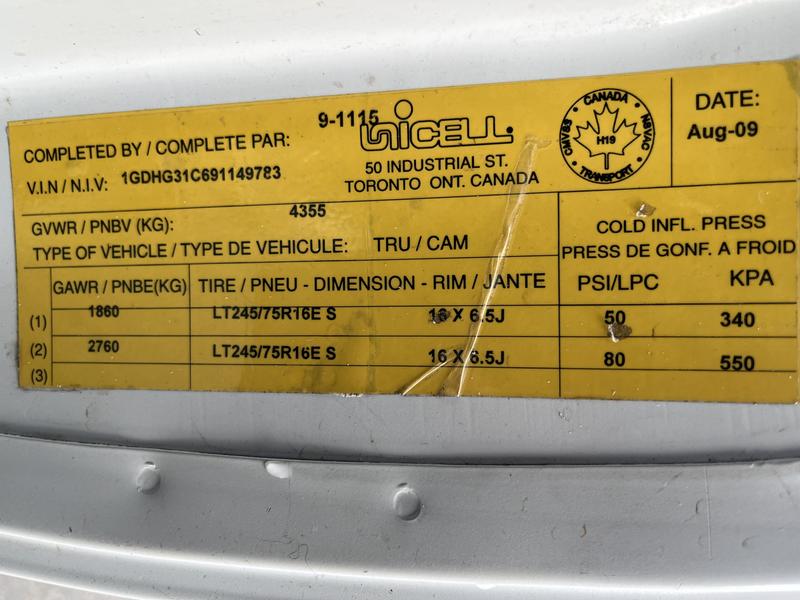 9-1115
UNICELL
COMPLETED BY / COMPLETE PAR:
50 INDUSTRIAL ST.
TORONTO ONT. CANADA
V.I.N / N.I.V: 1GDHG31C691149783
CANADA
CMVSS
NSVAC
H19
TRANSPORT
DATE:
Aug-09
GVWR / PNBV (KG): 4355
TYPE OF VEHICLE / TYPE DE VEHICULE: TRU / CAM
COLD INFL. PRESS
PRESS DE GONF. A FROID
GAWR / PNBE(KG) TIRE / PNEU - DIMENSION - RIM / JANTE PSI/LPC KPA
(1) 1860 LT245/75R16E S 16 X 6.5J 50 340
(2) 2760 LT245/75R16E S 16 X 6.5J 80 550
(3)